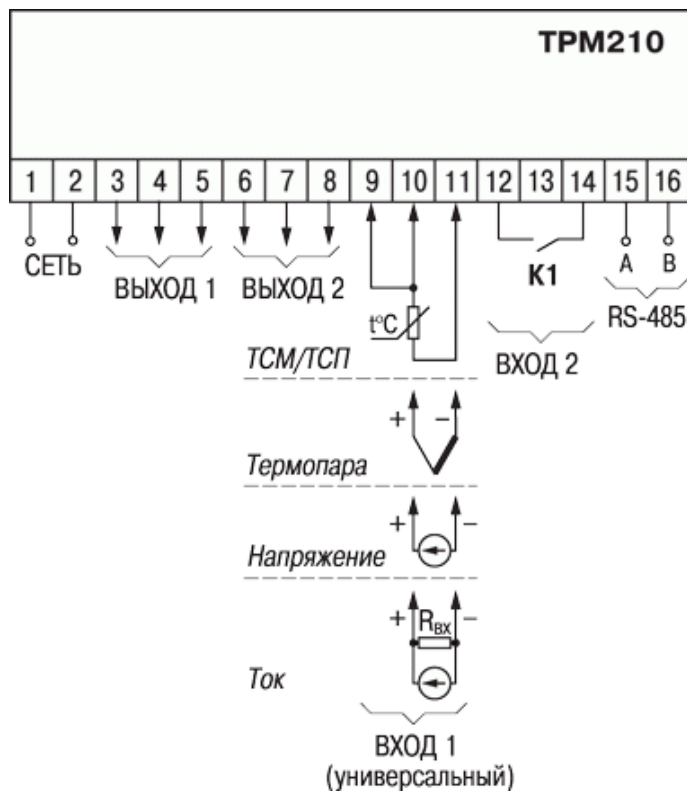 ТРМ210
1 2 3 4 5 6 7 8 9 10 11 12 13 14 15 16
СЕТЬ
ВЫХОД 1
ВЫХОД 2
K1
A
B
RS-485
ВХОД 2
t°C
ТСМ/ТСП
+ −
Термопара
+ −
Напряжение
+ −
Rвх
Ток
ВХОД 1
(универсальный)